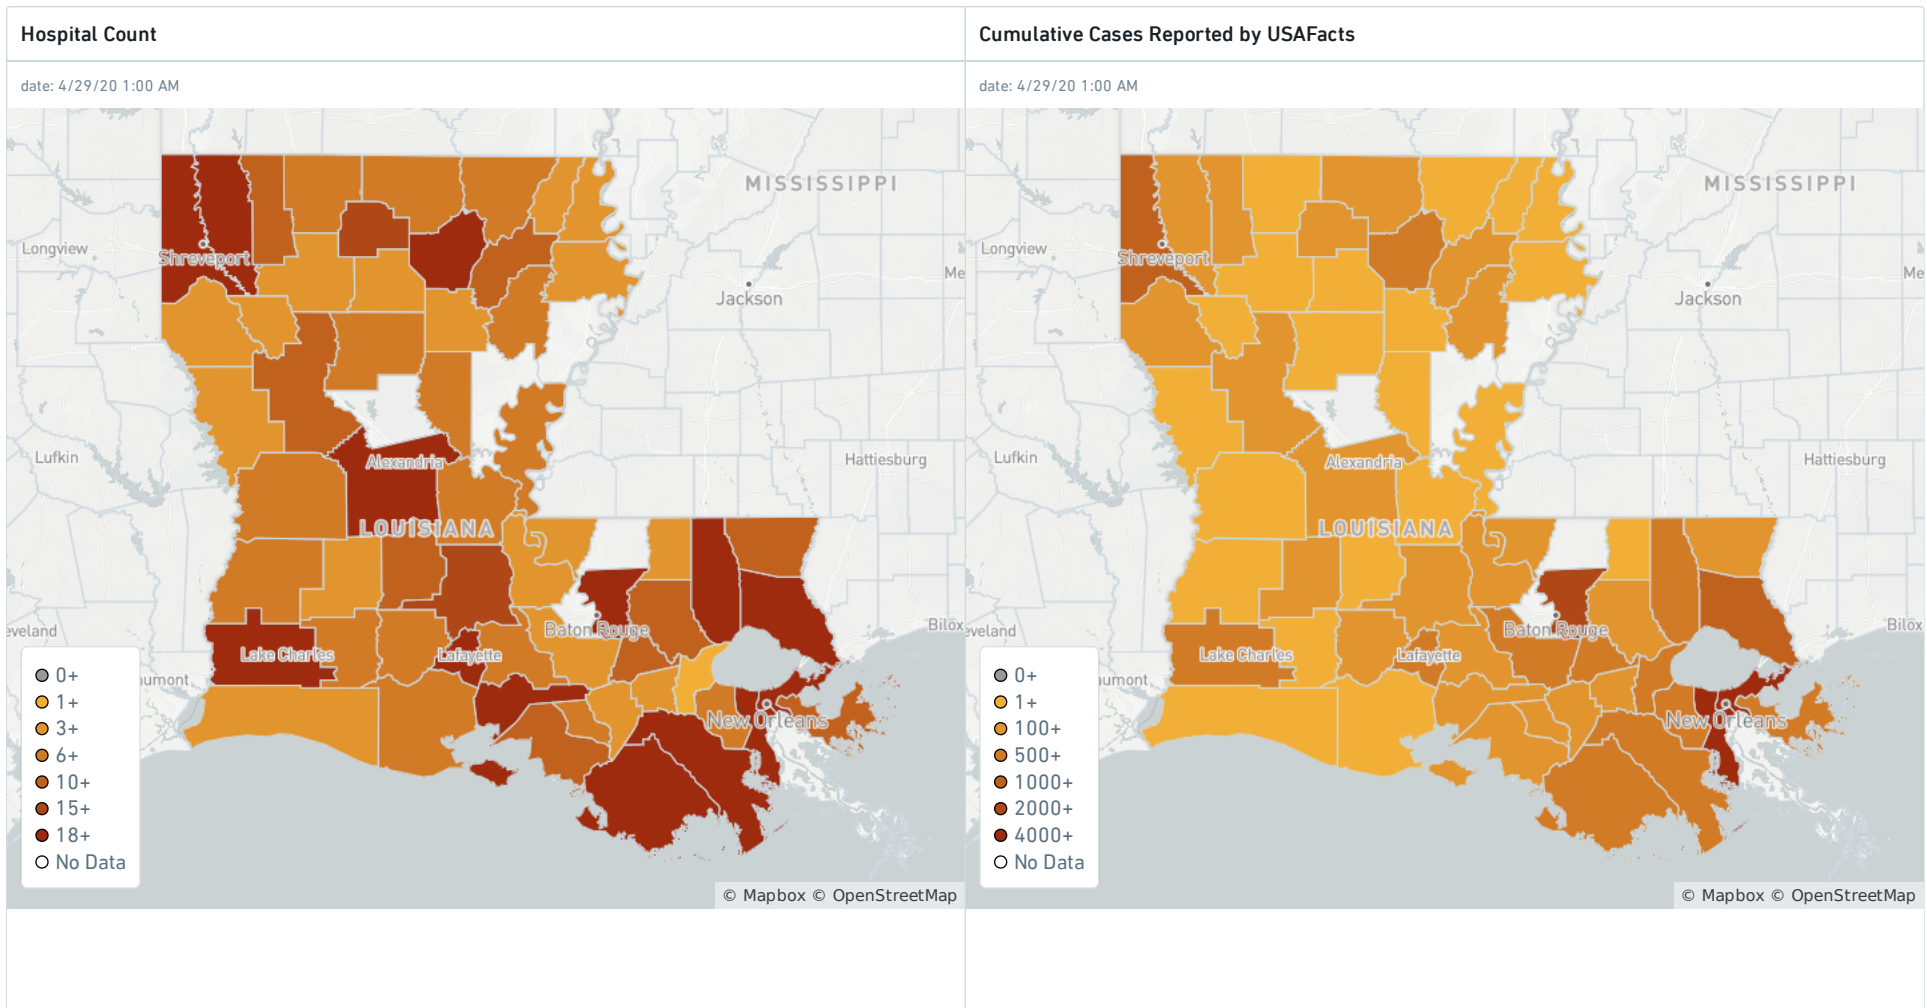 Hospital Count
date: 4/29/20 1:00 AM
MISSISSIPPI
Longview
Shreveport
Me
Jackson
Lufkin
Alexandria
Hattiesburg
LOUISIANA
eveland
Baton Rouge
Bilox
Lake Charles
Lafayette
aumont
New Orleans
0+
1+
3+
6+
10+
15+
18+
No Data
© Mapbox © OpenStreetMap
Cumulative Cases Reported by USAFacts
date: 4/29/20 1:00 AM
MISSISSIPPI
Longview
Shreveport
Me
Jackson
Lufkin
Alexandria
Hattiesburg
LOUISIANA
eveland
Baton Rouge
Bilox
Lake Charles
Lafayette
aumont
New Orleans
0+
1+
100+
500+
1000+
2000+
4000+
No Data
© Mapbox © OpenStreetMap